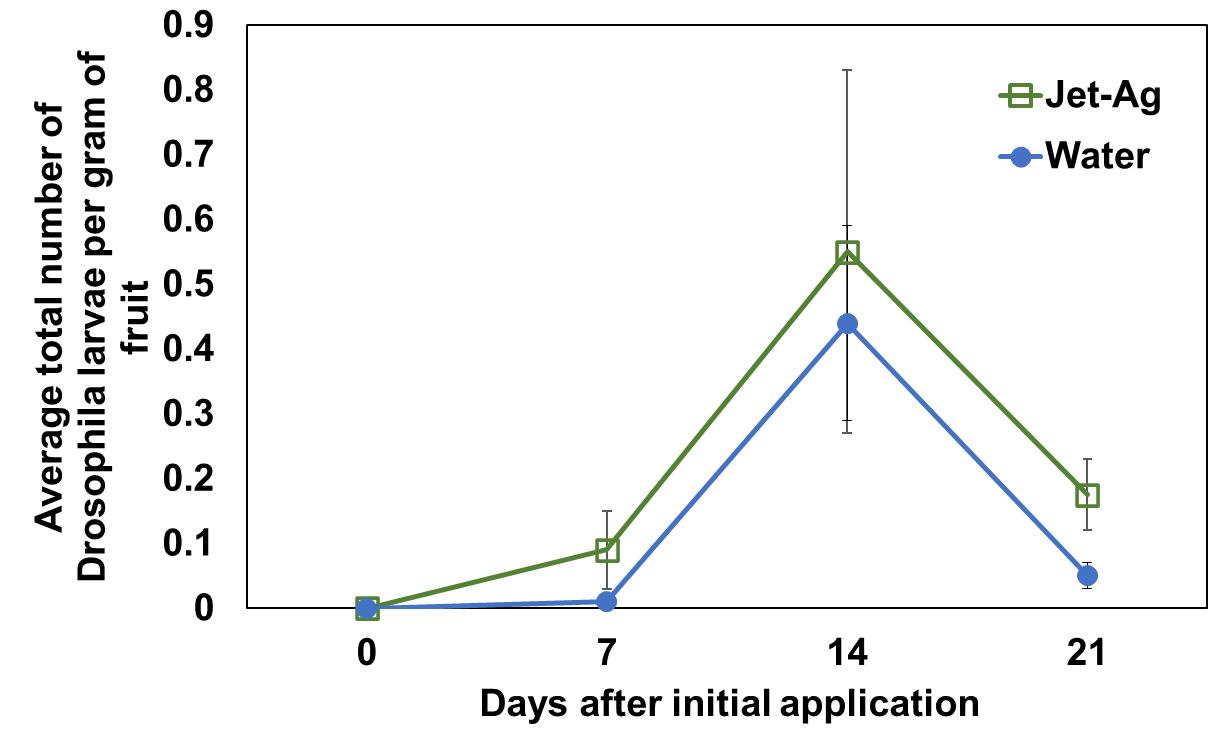 Average total number of
Drosophila larvae per gram of
fruit
0.9
0.8
0.7
0.6
0.5
0.4
0.3
0.2
0.1
0
Jet-Ag
Water
0 7 14 21
Days after initial application